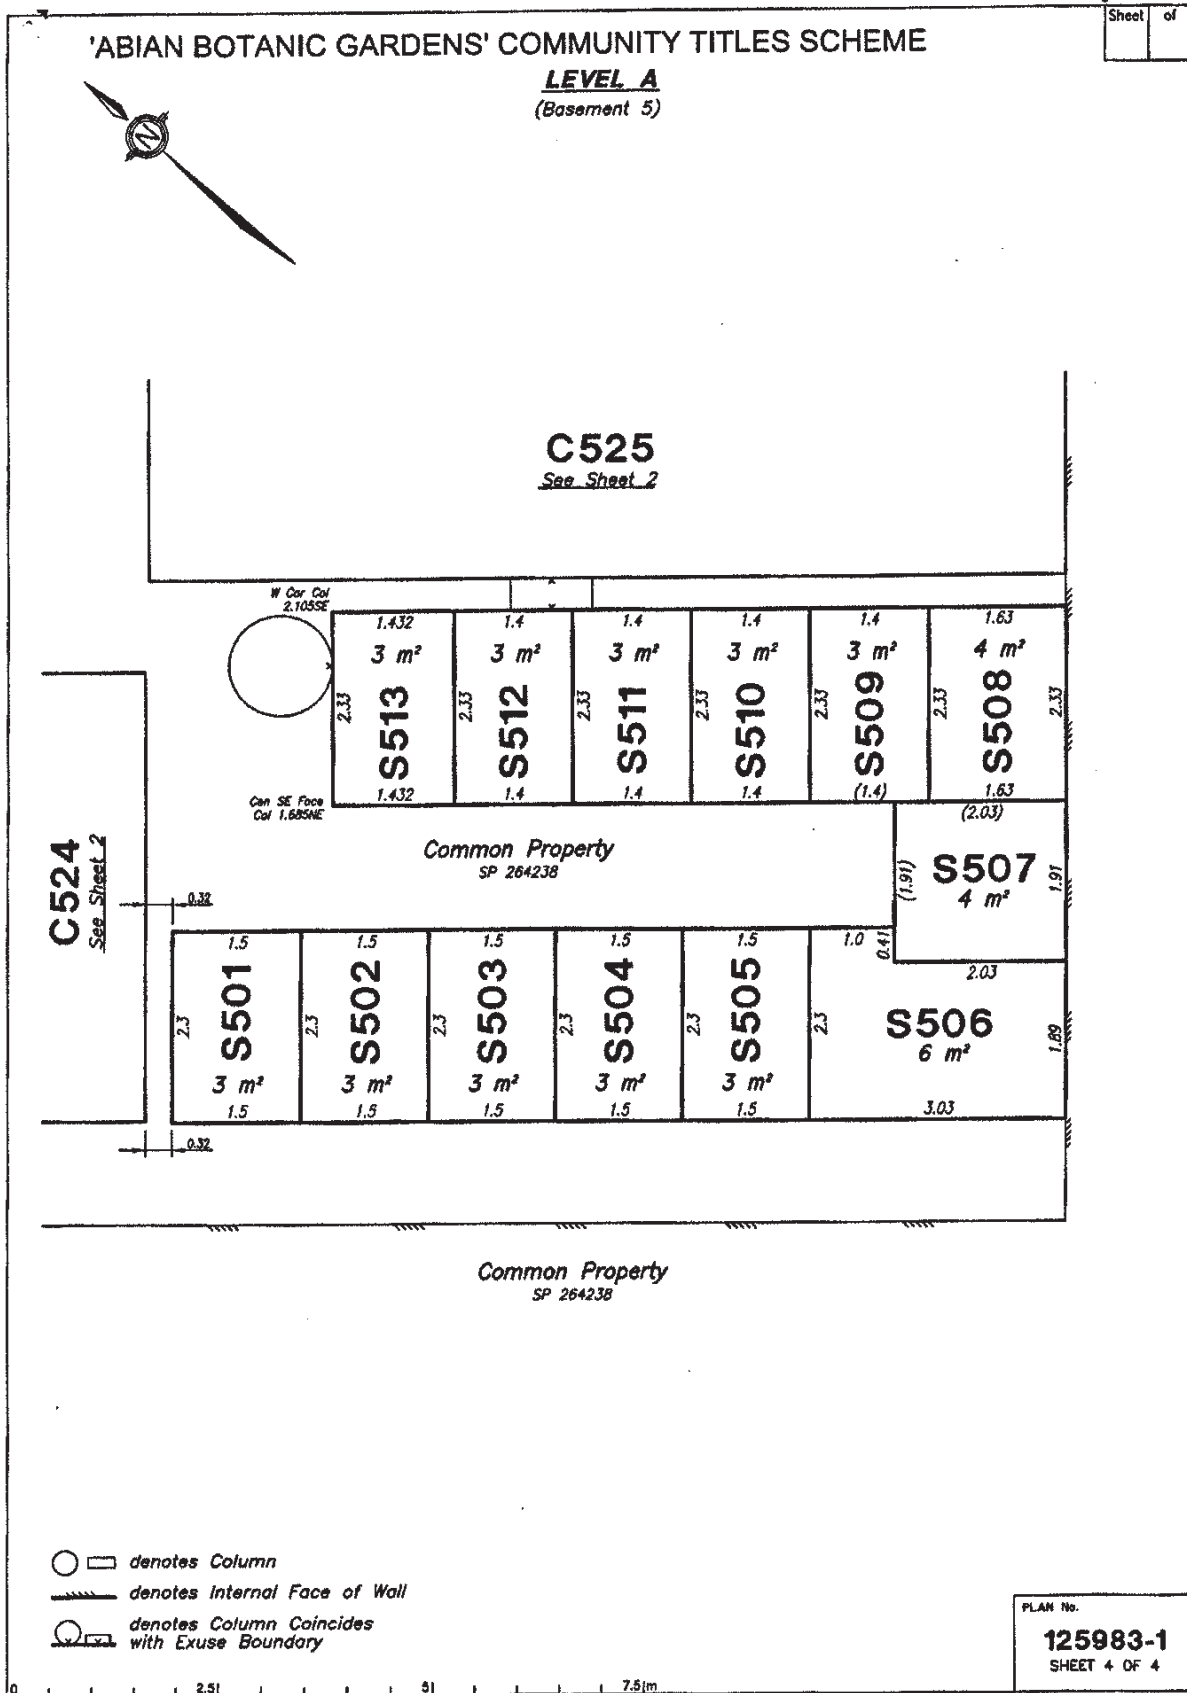 Sheet of
'ABIAN BOTANIC GARDENS' COMMUNITY TITLES SCHEME
LEVEL A
(Basement 5)
N
C525
See Sheet 2
W Cor Col
2.105SE
1.432 1.4 1.4 1.4 1.4 1.63
3 m² 3 m² 3 m² 3 m² 3 m² 4 m²
2.33 2.33 2.33 2.33 2.33 2.33 2.33
S513 S512 S511 S510 S509 S508
1.432 1.4 1.4 1.4 (1.4) 1.63
Cen SE Face
Col 1.685NE
(2.03)
Common Property
SP 264238
C524
See Sheet 2
(1.91) S507 1.91
4 m²
0.32
1.5 1.5 1.5 1.5 1.5 1.0 0.41
2.03
S501 S502 S503 S504 S505
2.3 2.3 2.3 2.3 2.3 2.3 S506 1.89
6 m²
3 m² 3 m² 3 m² 3 m² 3 m²
1.5 1.5 1.5 1.5 1.5 3.03
0.32
Common Property
SP 264238
denotes Column
denotes Internal Face of Wall
denotes Column Coincides
with Exuse Boundary
PLAN No.
125983-1
SHEET 4 OF 4
0 2.5 5 7.5 m